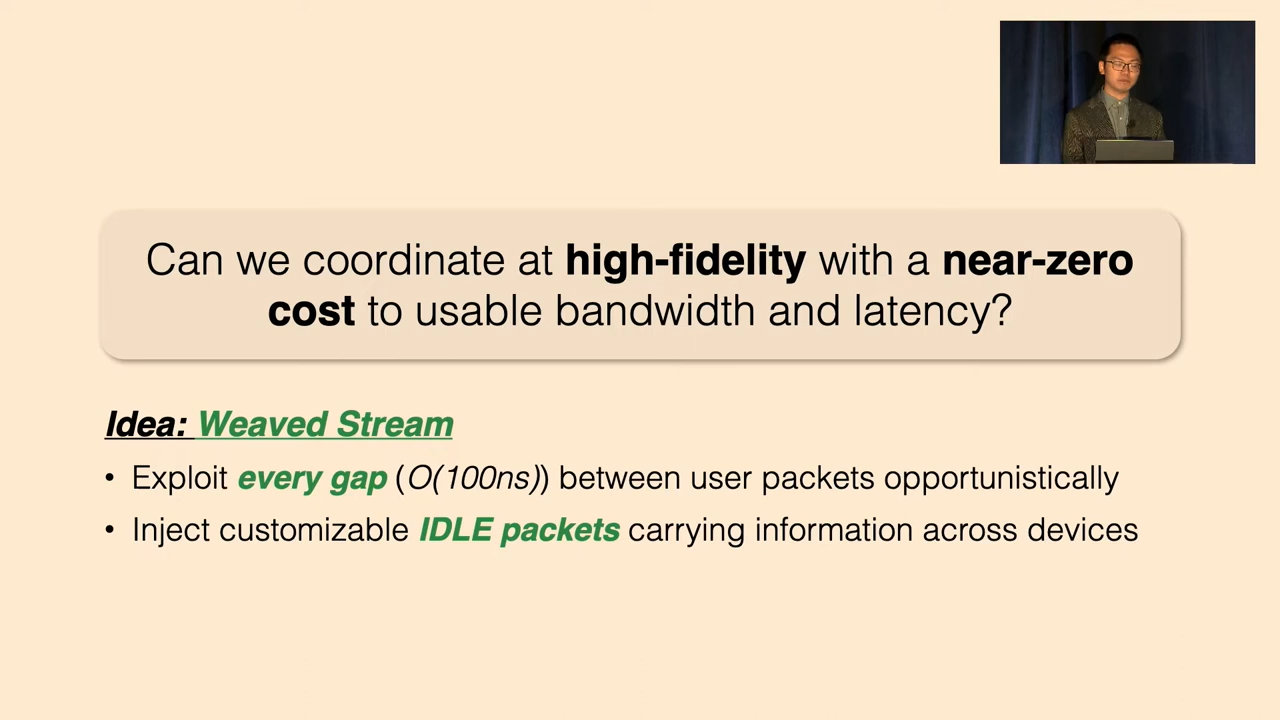 Can we coordinate at high-fidelity with a near-zero
cost to usable bandwidth and latency?
Idea: Weaved Stream
• Exploit every gap (O(100ns)) between user packets opportunistically
• Inject customizable IDLE packets carrying information across devices